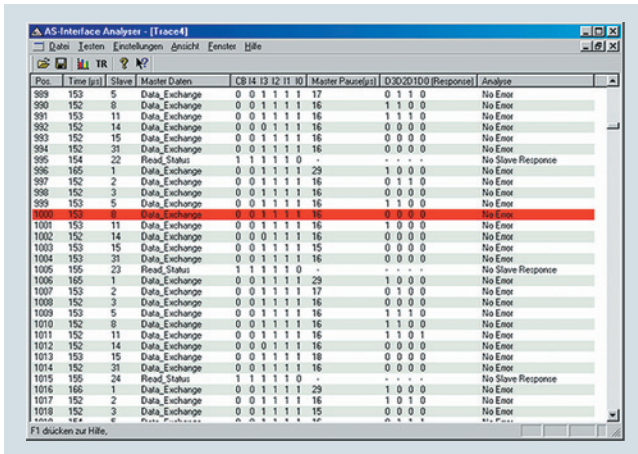 AS-Interface Analyser - [Trace4]
Datei Testen Einstellungen Ansicht Fenster Hilfe
TR ?
Pos. Time [µs] Slave Master Daten CB I4 I3 I2 I1 I0 Master Pause[µs] D3D2D1D0 (Response) Analyse
989 153 5 Data_Exchange 0 0 1 1 1 1 17 0 1 1 0 No Error
990 152 8 Data_Exchange 0 0 1 1 1 1 16 1 1 0 0 No Error
991 153 11 Data_Exchange 0 0 1 1 1 1 16 1 1 1 0 No Error
992 152 14 Data_Exchange 0 0 0 1 1 1 16 0 0 0 0 No Error
993 152 15 Data_Exchange 0 0 1 1 1 1 16 0 0 0 0 No Error
994 152 31 Data_Exchange 0 0 1 1 1 1 16 0 0 0 0 No Error
995 154 22 Read_Status 1 1 1 1 1 0 - - - - - No Slave Response
996 165 1 Data_Exchange 0 0 1 1 1 1 29 1 0 0 0 No Error
997 152 2 Data_Exchange 0 0 1 1 1 1 16 0 1 1 0 No Error
998 152 3 Data_Exchange 0 0 1 1 1 1 16 0 0 0 0 No Error
999 153 5 Data_Exchange 0 0 1 1 1 1 16 1 1 0 0 No Error
1000 153 8 Data_Exchange 0 0 1 1 1 1 16 0 0 0 0 No Error
1001 153 11 Data_Exchange 0 0 1 1 1 1 16 1 0 0 0 No Error
1002 152 14 Data_Exchange 0 0 0 1 1 1 16 0 0 0 0 No Error
1003 153 15 Data_Exchange 0 0 1 1 1 1 15 0 0 0 0 No Error
1004 153 31 Data_Exchange 0 0 1 1 1 1 16 0 0 0 0 No Error
1005 155 23 Read_Status 1 1 1 1 1 0 - - - - - No Slave Response
1006 165 1 Data_Exchange 0 0 1 1 1 1 29 1 0 0 0 No Error
1007 153 2 Data_Exchange 0 0 1 1 1 1 17 0 1 0 0 No Error
1008 152 3 Data_Exchange 0 0 1 1 1 1 16 0 0 0 0 No Error
1009 153 5 Data_Exchange 0 0 1 1 1 1 16 1 1 1 0 No Error
1010 152 8 Data_Exchange 0 0 1 1 1 1 16 1 1 0 0 No Error
1011 152 11 Data_Exchange 0 0 1 1 1 1 16 1 1 0 1 No Error
1012 152 14 Data_Exchange 0 0 0 1 1 1 16 0 0 0 0 No Error
1013 153 15 Data_Exchange 0 0 1 1 1 1 18 0 0 0 0 No Error
1014 152 31 Data_Exchange 0 0 1 1 1 1 16 0 0 0 0 No Error
1015 155 24 Read_Status 1 1 1 1 1 0 - - - - - No Slave Response
1016 166 1 Data_Exchange 0 0 1 1 1 1 29 1 0 0 0 No Error
1017 152 2 Data_Exchange 0 0 1 1 1 1 16 0 1 0 0 No Error
1018 152 3 Data_Exchange 0 0 1 1 1 1 15 0 0 0 0 No Error
F1 drücken zur Hilfe,